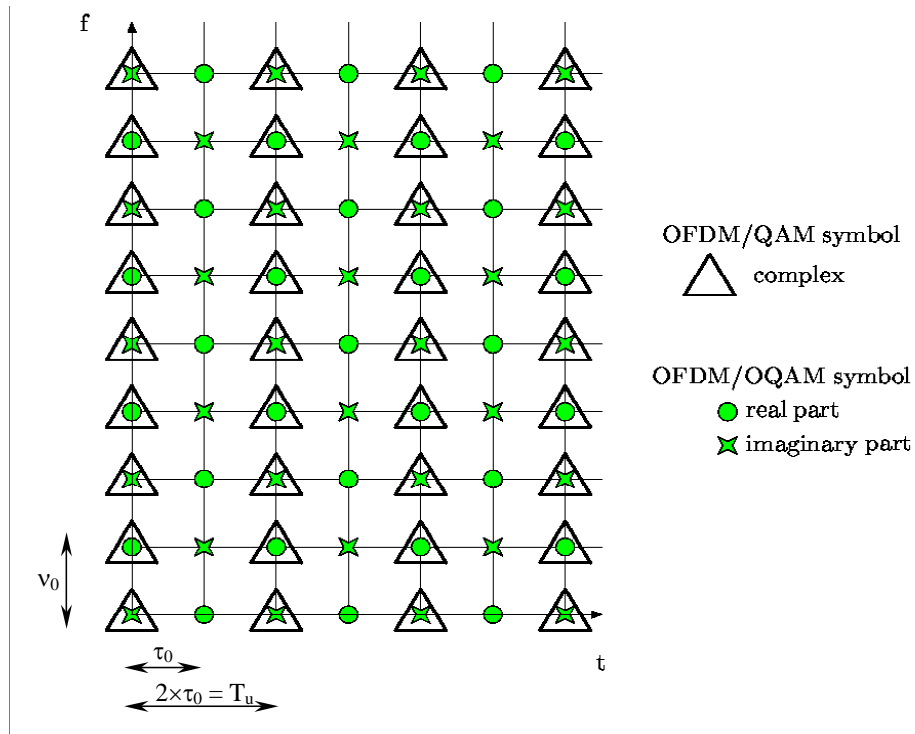 f
OFDM/QAM symbol
complex
OFDM/OQAM symbol
real part
imaginary part
ν₀
t
τ₀
2×τ₀ = Tᵤ